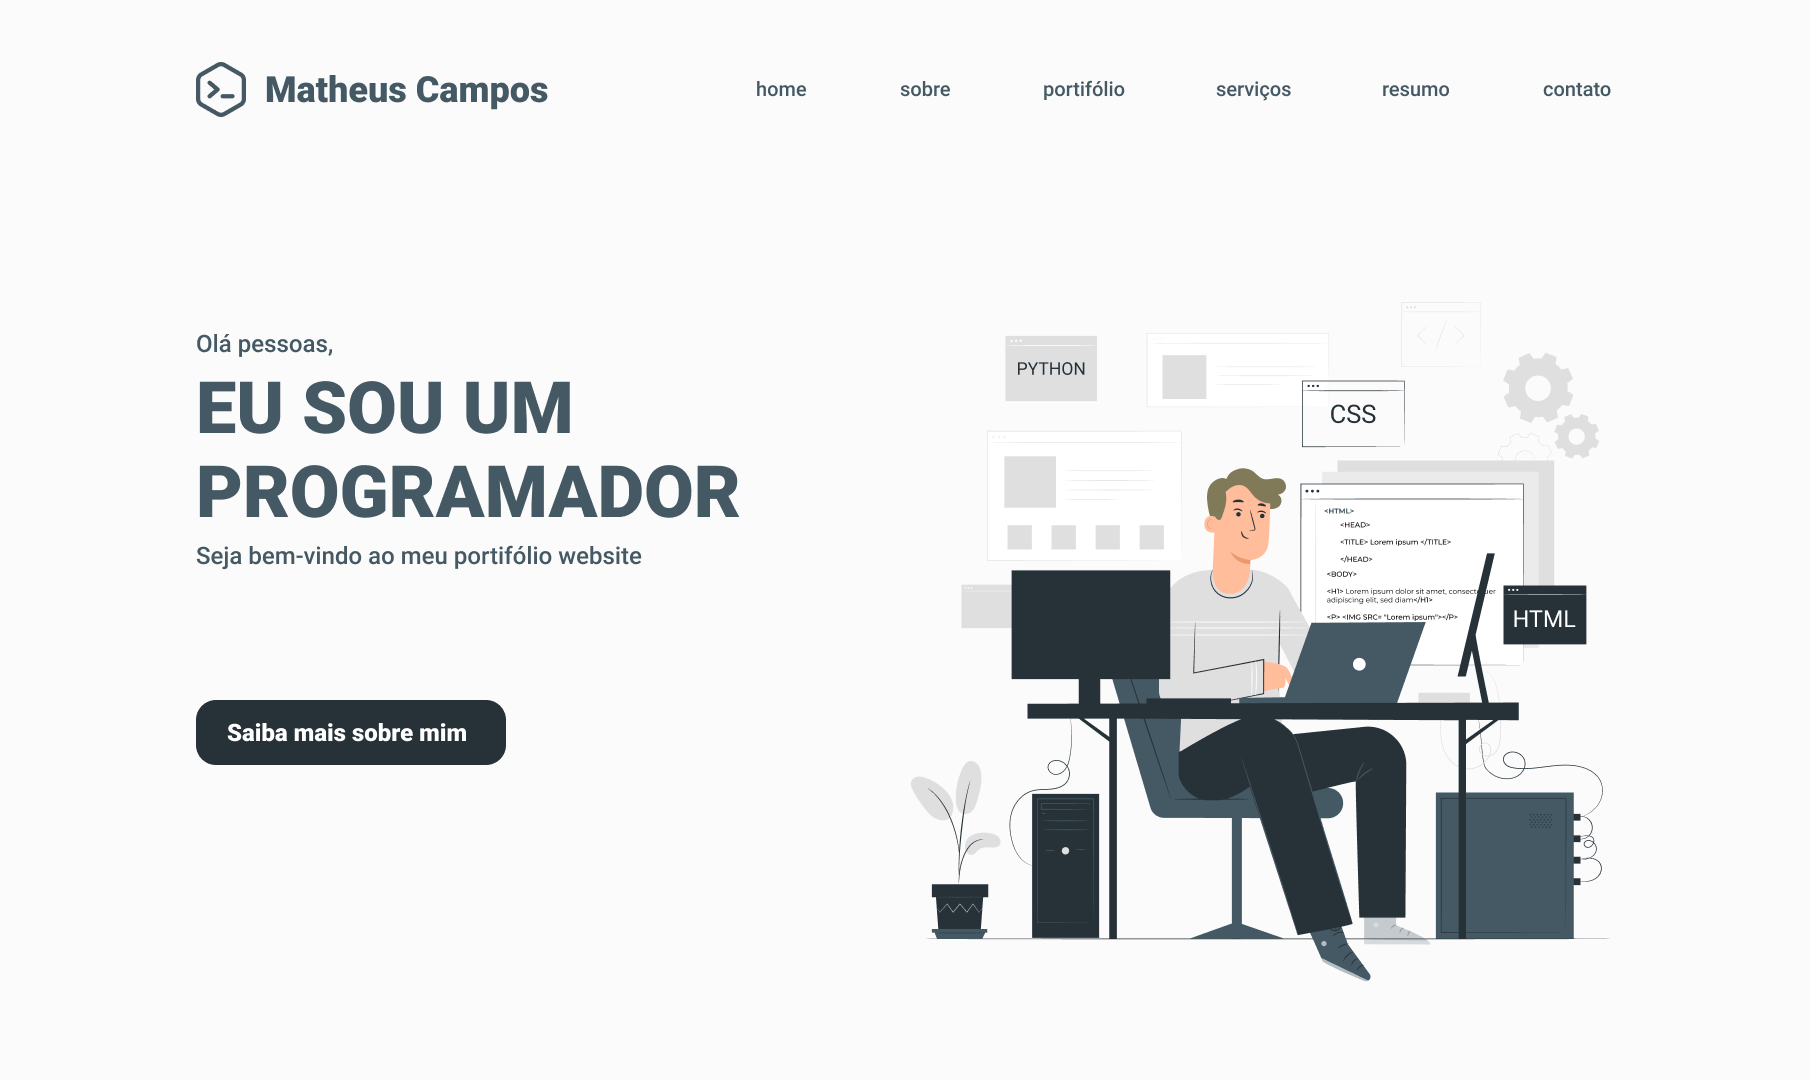 Matheus Campos
home
sobre
portifólio
serviços
resumo
contato
Olá pessoas,
EU SOU UM
PROGRAMADOR
Seja bem-vindo ao meu portifólio website
Saiba mais sobre mim
PYTHON
CSS
<HTML>
<HEAD>
<TITLE> Lorem ipsum </TITLE>
</HEAD>
<BODY>
<H1> Lorem ipsum dolor sit amet, consectetuer
adipiscing elit, sed diam</H1>
<P> <IMG SRC= "Lorem ipsum"></P>
HTML